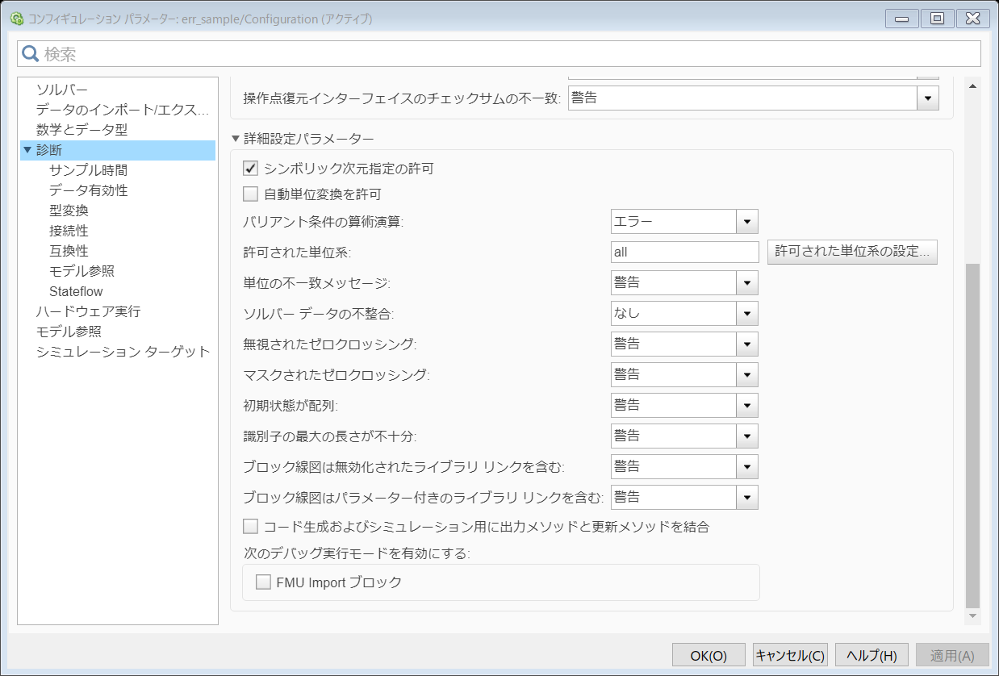 コンフィギュレーション パラメーター: err_sample/Configuration (アクティブ)
検索
ソルバー
データのインポート/エクス...
数学とデータ型
診断
サンプル時間
データ有効性
型変換
接続性
互換性
モデル参照
Stateflow
ハードウェア実行
モデル参照
シミュレーション ターゲット
操作点復元インターフェイスのチェックサムの不一致: 警告
詳細設定パラメーター
シンボリック次元指定の許可
自動単位変換を許可
バリアント条件の算術演算: エラー
許可された単位系: all 許可された単位系の設定...
単位の不一致メッセージ: 警告
ソルバー データの不整合: なし
無視されたゼロクロッシング: 警告
マスクされたゼロクロッシング: 警告
初期状態が配列: 警告
識別子の最大の長さが不十分: 警告
ブロック線図は無効化されたライブラリ リンクを含む: 警告
ブロック線図はパラメーター付きのライブラリ リンクを含む: 警告
コード生成およびシミュレーション用に出力メソッドと更新メソッドを結合
次のデバッグ実行モードを有効にする:
FMU Import ブロック
OK(O) キャンセル(C) ヘルプ(H) 適用(A)